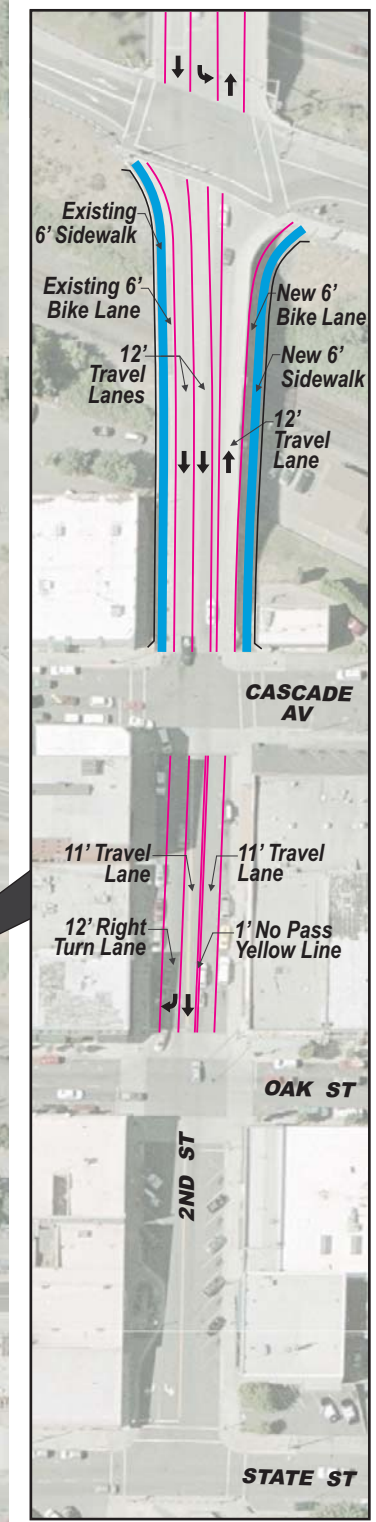 Existing
6’ Sidewalk
Existing 6’
Bike Lane
New 6’
Bike Lane
12’
Travel
Lanes
New 6’
Sidewalk
12’
Travel
Lane
CASCADE
AV
11’ Travel
Lane
11’ Travel
Lane
12’ Right
Turn Lane
1’ No Pass
Yellow Line
OAK ST
2ND ST
STATE ST